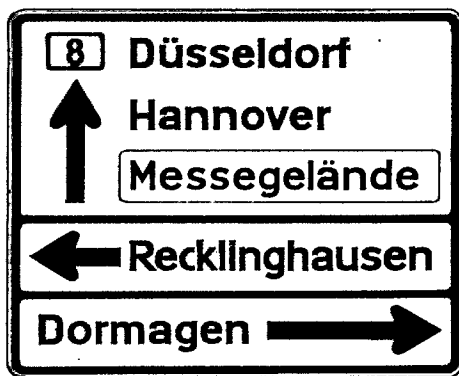 8 Düsseldorf
Hannover
Messegelände
Recklinghausen
Dormagen